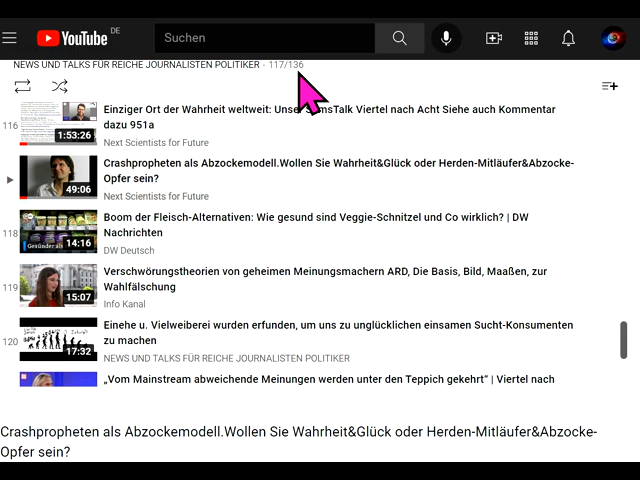 YouTube DE
Suchen
NEWS UND TALKS FÜR REICHE JOURNALISTEN POLITIKER - 117/136
116
1:53:26
Einziger Ort der Wahrheit weltweit: Unser Talk Viertel nach Acht Siehe auch Kommentar
dazu 951a
Next Scientists for Future
49:06
Crashpropheten als Abzockemodell.Wollen Sie Wahrheit&Glück oder Herden-Mitläufer&Abzocke-
Opfer sein?
Next Scientists for Future
118
14:16
Boom der Fleisch-Alternativen: Wie gesund sind Veggie-Schnitzel und Co wirklich? | DW
Nachrichten
DW Deutsch
119
15:07
Verschwörungstheorien von geheimen Meinungsmachern ARD, Die Basis, Bild, Maaßen, zur
Wahlfälschung
Info Kanal
120
17:32
Einehe u. Vielweiberei wurden erfunden, um uns zu unglücklichen einsamen Sucht-Konsumenten
zu machen
NEWS UND TALKS FÜR REICHE JOURNALISTEN POLITIKER
„Vom Mainstream abweichende Meinungen werden unter den Teppich gekehrt“ | Viertel nach
Crashpropheten als Abzockemodell.Wollen Sie Wahrheit&Glück oder Herden-Mitläufer&Abzocke-
Opfer sein?